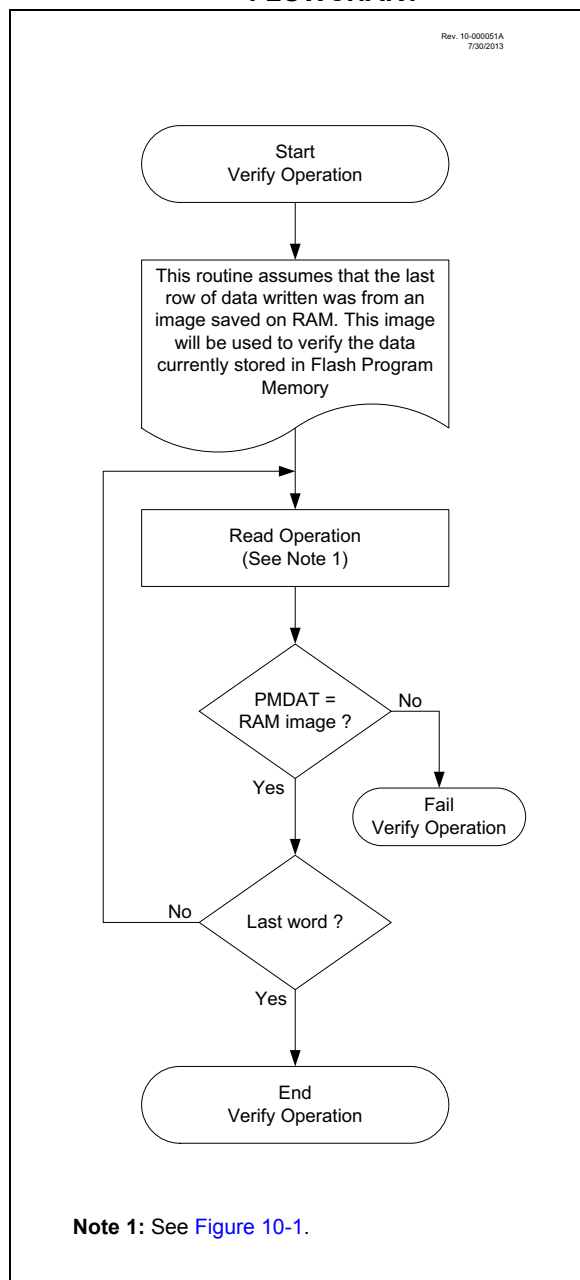 Rev. 10-000051A
7/30/2013
Start
Verify Operation
This routine assumes that the last
row of data written was from an
image saved on RAM. This image
will be used to verify the data
currently stored in Flash Program
Memory
Read Operation
(See Note 1)
PMDAT =
RAM image ?
No
Yes
Fail
Verify Operation
No
Last word ?
Yes
End
Verify Operation
Note 1: See Figure 10-1.